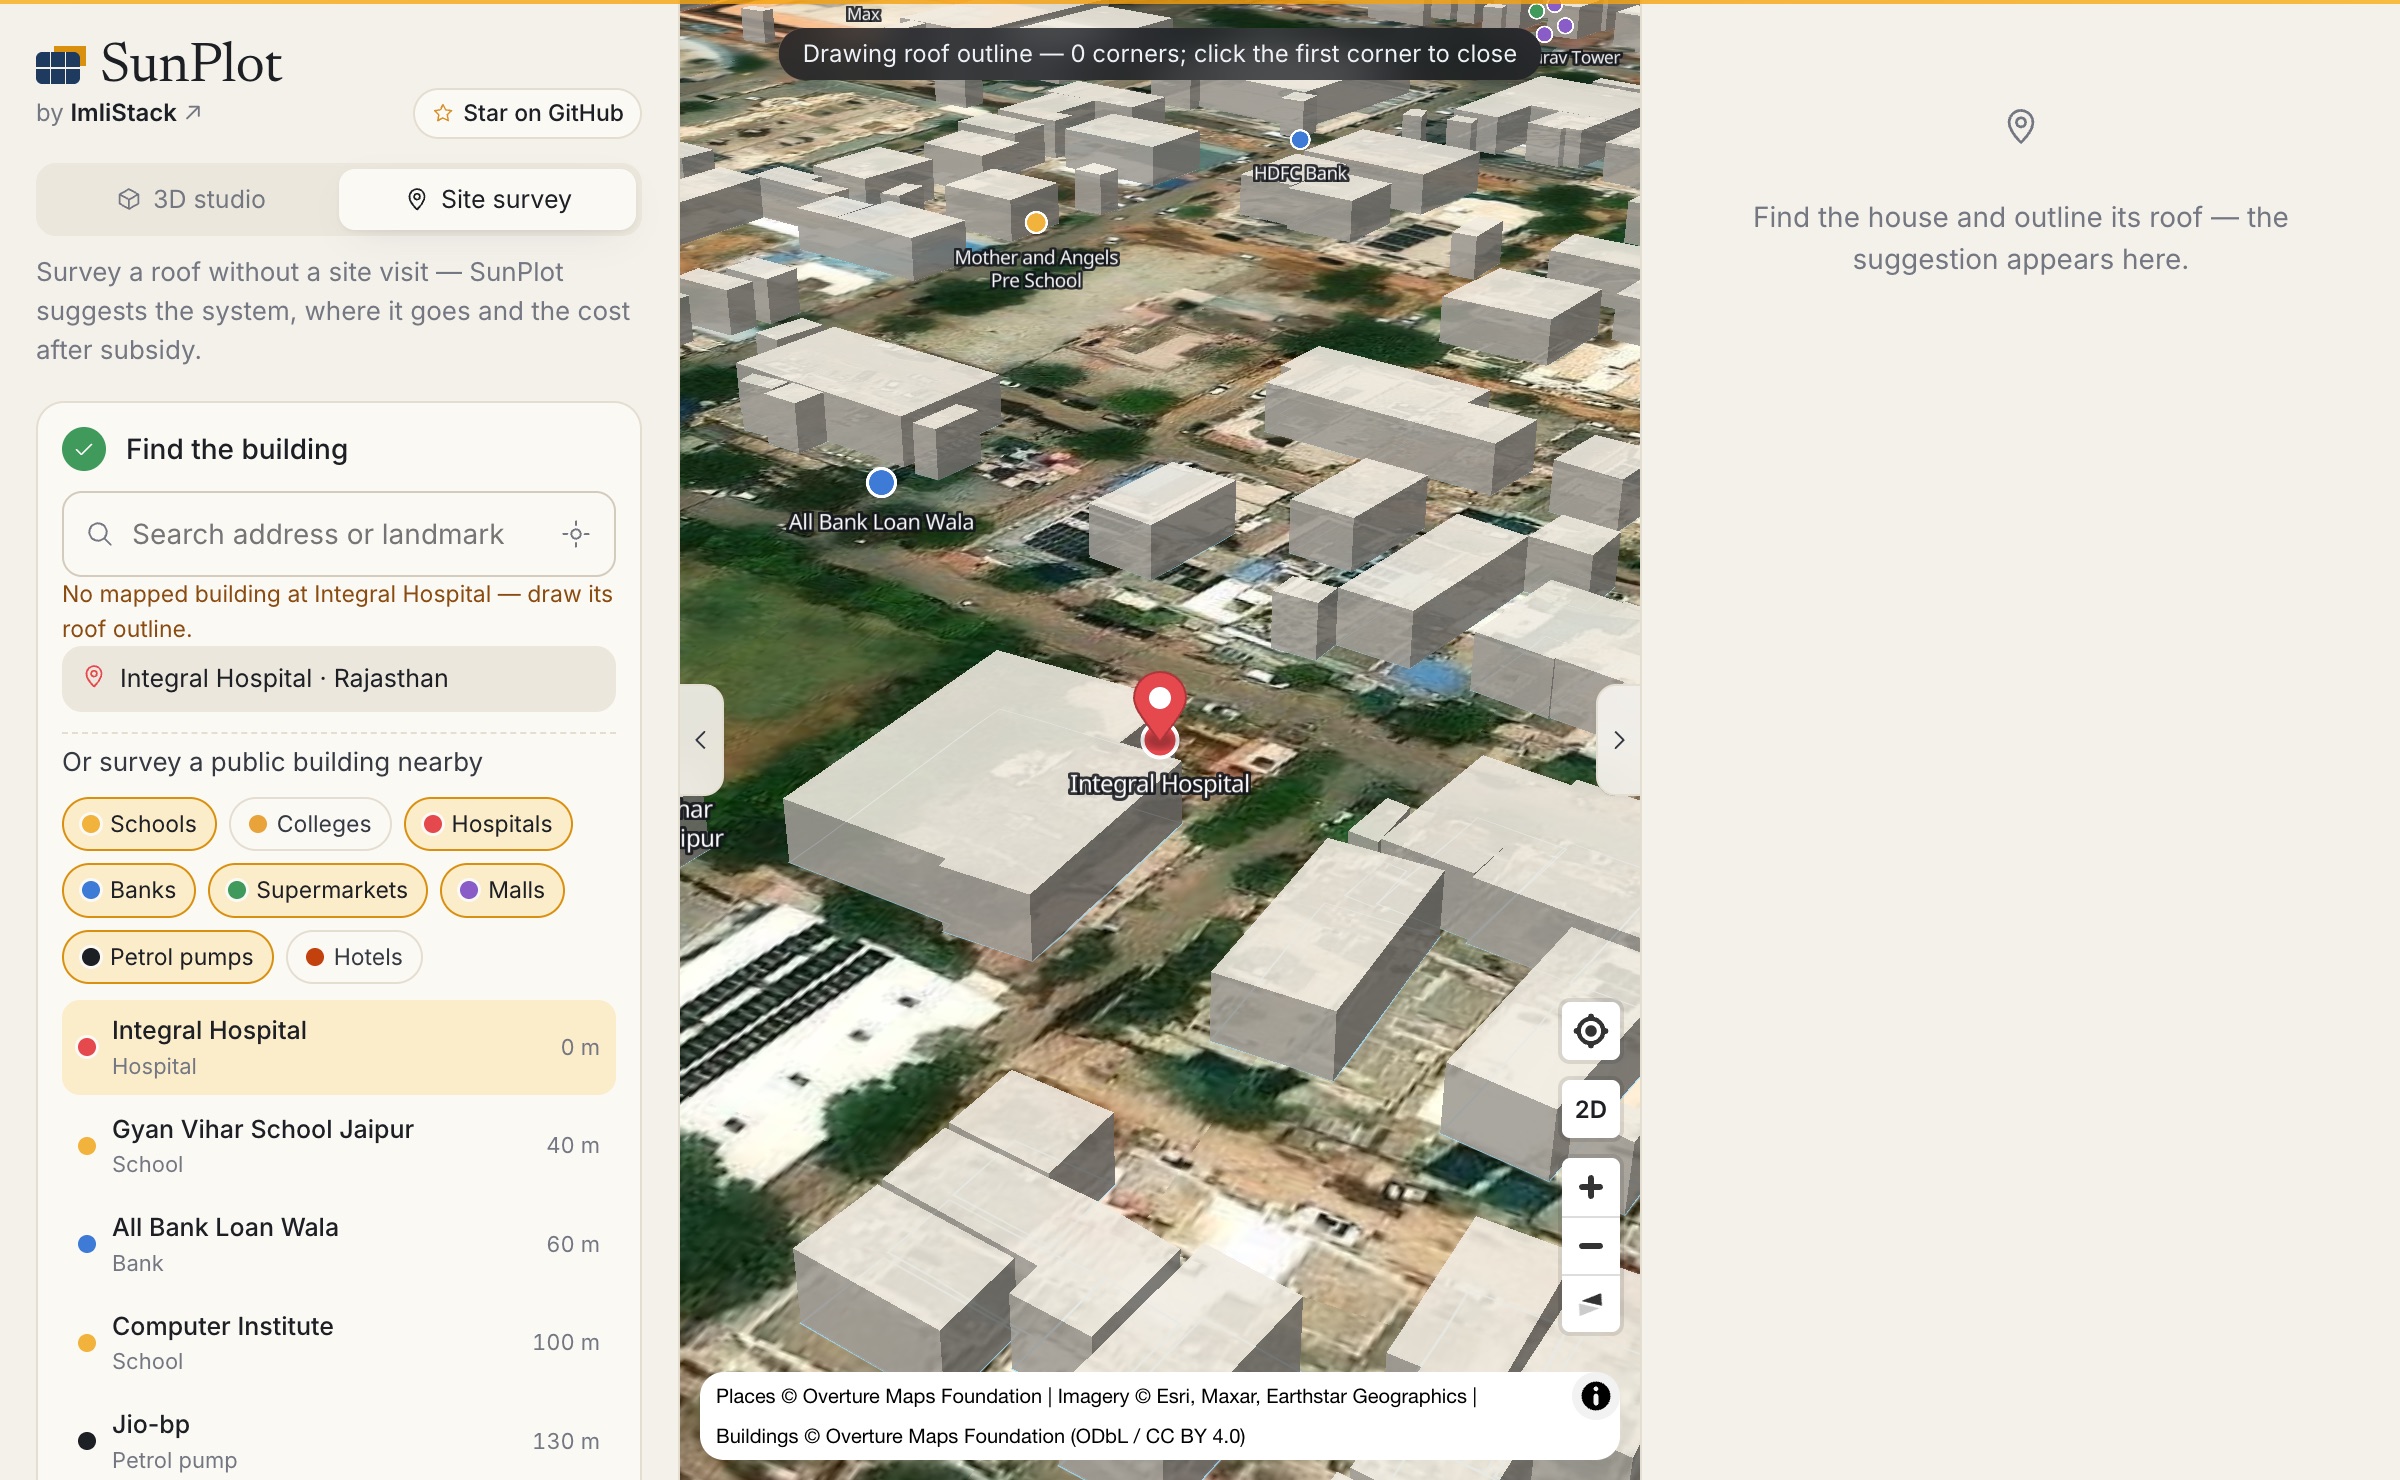 SunPlot
by ImliStack
Star on GitHub
3D studio
Site survey
Survey a roof without a site visit — SunPlot
suggests the system, where it goes and the cost
after subsidy.
Find the building
Search address or landmark
No mapped building at Integral Hospital — draw its
roof outline.
Integral Hospital · Rajasthan
Or survey a public building nearby
Schools
Colleges
Hospitals
Banks
Supermarkets
Malls
Petrol pumps
Hotels
Integral Hospital
Hospital
0 m
Gyan Vihar School Jaipur
School
40 m
All Bank Loan Wala
Bank
60 m
Computer Institute
School
100 m
Jio-bp
Petrol pump
130 m
Max
Drawing roof outline — 0 corners; click the first corner to close
Tower
HDFC Bank
Mother and Angels
Pre School
All Bank Loan Wala
Integral Hospital
2D
Places © Overture Maps Foundation | Imagery © Esri, Maxar, Earthstar Geographics |
Buildings © Overture Maps Foundation (ODbL / CC BY 4.0)
Find the house and outline its roof — the
suggestion appears here.